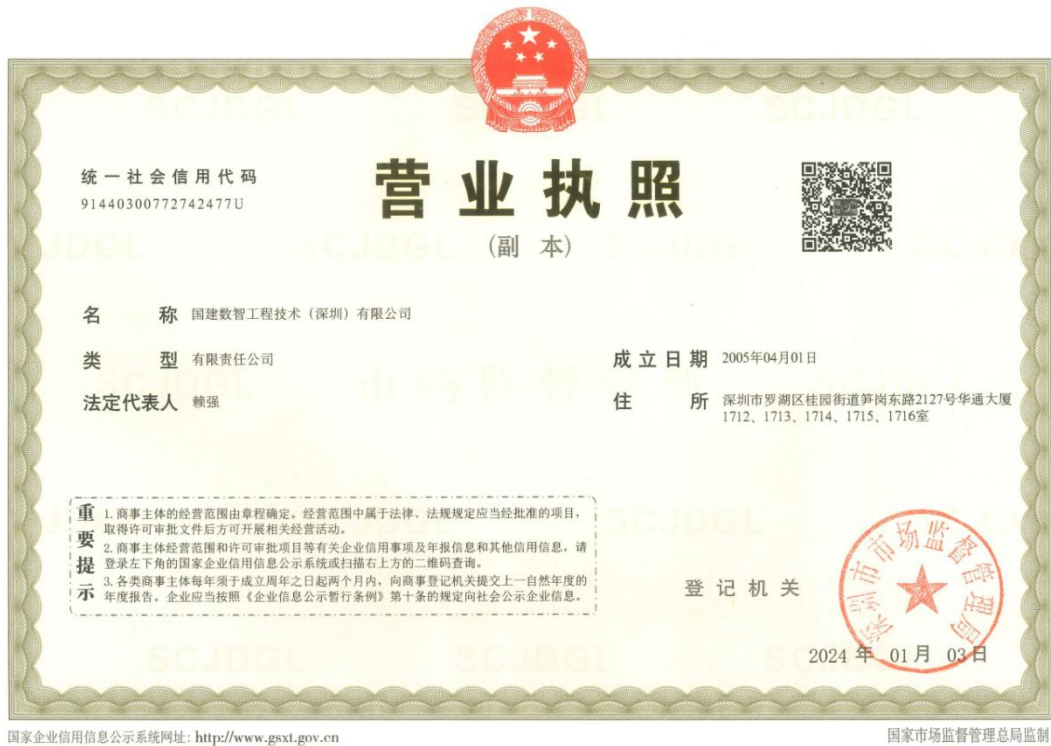 统一社会信用代码
91440300772742477U
营业执照
(副 本)
名 称 国建数智工程技术（深圳）有限公司
类 型 有限责任公司
法定代表人 赖强
成立日期 2005年04月01日
住 所 深圳市罗湖区桂园街道笋岗东路2127号华通大厦
1712、1713、1714、1715、1716室
重要提示
1. 商事主体的经营范围由章程确定。经营范围中属于法律、法规规定应当经批准的项目，
取得许可审批文件后方可开展相关经营活动。
2. 商事主体经营范围和许可审批项目等有关企业信用事项及年报信息和其他信用信息，请
登录左下角的国家企业信用信息公示系统或扫描右上方的二维码查询。
3. 各类商事主体每年须于成立周年之日起两个月内，向商事登记机关提交上一自然年度的
年度报告。企业应当按照《企业信息公示暂行条例》第十条的规定向社会公示企业信息。
登记机关
深圳市市场监督管理局
2024 年 01月 03日
国家企业信用信息公示系统网址: http://www.gsxt.gov.cn
国家市场监督管理总局监制
SCJDGL
市场监督管理